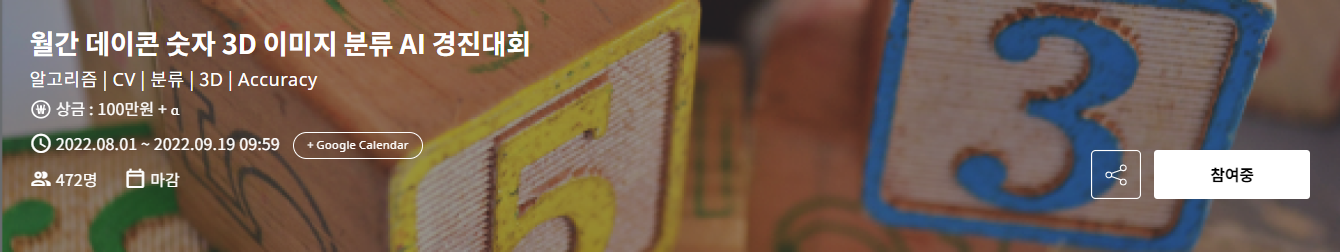 월간 데이콘 숫자 3D 이미지 분류 AI 경진대회
알고리즘 | CV | 분류 | 3D | Accuracy
₩ 상금 : 100만원 + α
2022.08.01 ~ 2022.09.19 09:59 + Google Calendar
472명 마감
참여중
5
3